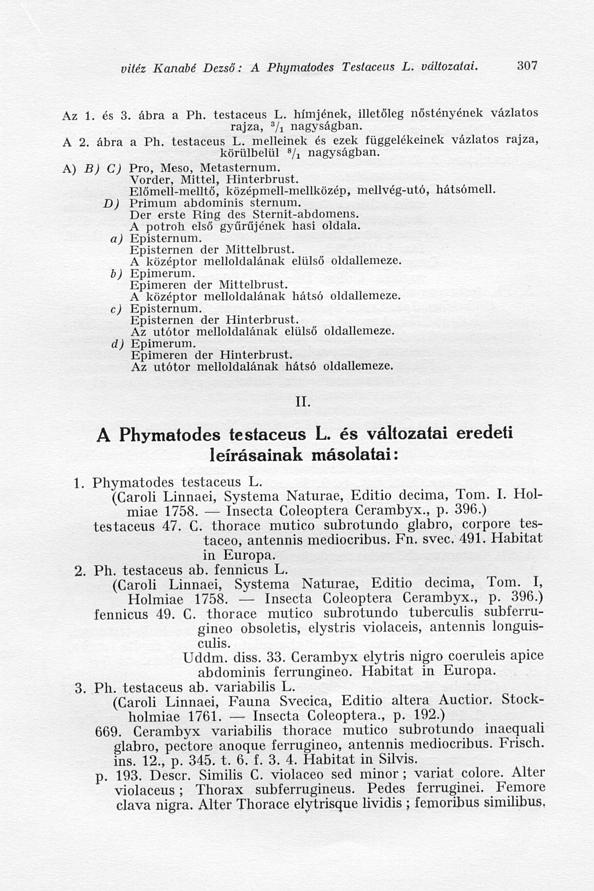 vitéz Kanabé Dezső: A Phymatodes Testaceus L. változatai. 307
Az 1. és 3. ábra a Ph. testaceus L. hímjének, illetőleg nőstényének vázlatos
rajza, ³/₁ nagyságban.
A 2. ábra a Ph. testaceus L. melleinek és ezek függelékeinek vázlatos rajza,
körülbelül ⁸/₁ nagyságban.
A) B) C) Pro, Meso, Metasternum.
Vorder, Mittel, Hinterbrust.
Előmell-melltő, középmell-mellközép, mellvég-utó, hátsómell.
D) Primum abdominis sternum.
Der erste Ring des Sternit-abdomens.
A potroh első gyűrűjének hasi oldala.
a) Episternum.
Episternen der Mittelbrust.
A középtor melloldalának elülső oldallemeze.
b) Epimerum.
Epimeren der Mittelbrust.
A középtor melloldalának hátsó oldallemeze.
c) Episternum.
Episternen der Hinterbrust.
Az utótor melloldalának elülső oldallemeze.
d) Epimerum.
Epimeren der Hinterbrust.
Az utótor melloldalának hátsó oldallemeze.
II.
A Phymatodes testaceus L. és változatai eredeti
leírásainak másolatai:
1. Phymatodes testaceus L.
(Caroli Linnaei, Systema Naturae, Editio decima, Tom. I. Hol-
miae 1758. — Insecta Coleoptera Cerambyx., p. 396.)
testaceus 47. C. thorace mutico subrotundo glabro, corpore tes-
taceo, antennis mediocribus. Fn. svec. 491. Habitat
in Europa.
2. Ph. testaceus ab. fennicus L.
(Caroli Linnaei, Systema Naturae, Editio decima, Tom. I,
Holmiae 1758. — Insecta Coleoptera Cerambyx., p. 396.)
fennicus 49. C. thorace mutico subrotundo tuberculis subferru-
gineo obsoletis, elystris violaceis, antennis longuis-
culis.
Uddm. diss. 33. Cerambyx elytris nigro coeruleis apice
abdominis ferrungineo. Habitat in Europa.
3. Ph. testaceus ab. variabilis L.
(Caroli Linnaei, Fauna Svecica, Editio altera Auctior. Stock-
holmiae 1761. — Insecta Coleoptera., p. 192.)
669. Cerambyx variabilis thorace mutico subrotundo inaequali
glabro, pectore anoque ferrugineo, antennis mediocribus. Frisch.
ins. 12., p. 345. t. 6. f. 3. 4. Habitat in Silvis.
p. 193. Descr. Similis C. violaceo sed minor; variat colore. Alter
violaceus; Thorax subferrugineus. Pedes ferruginei. Femore
clava nigra. Alter Thorace elytrisque lividis; femoribus similibus.